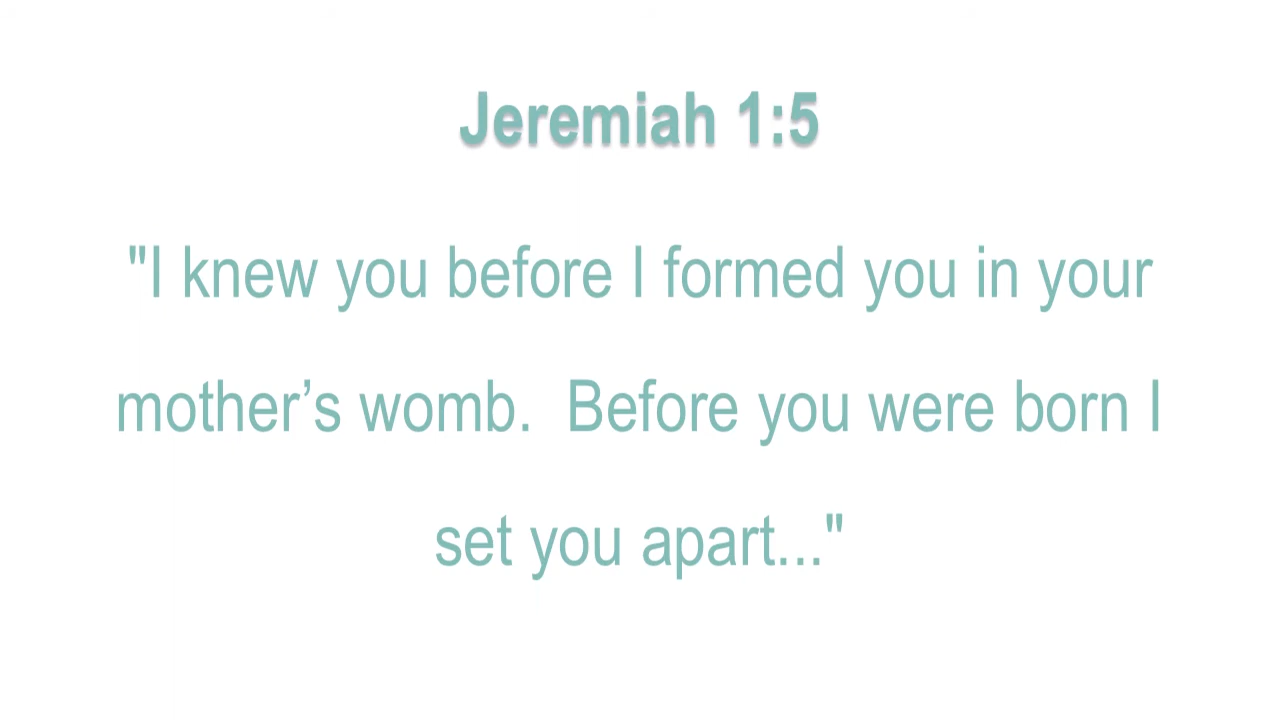 Jeremiah 1:5
"I knew you before I formed you in your
mother’s womb.  Before you were born I
set you apart..."